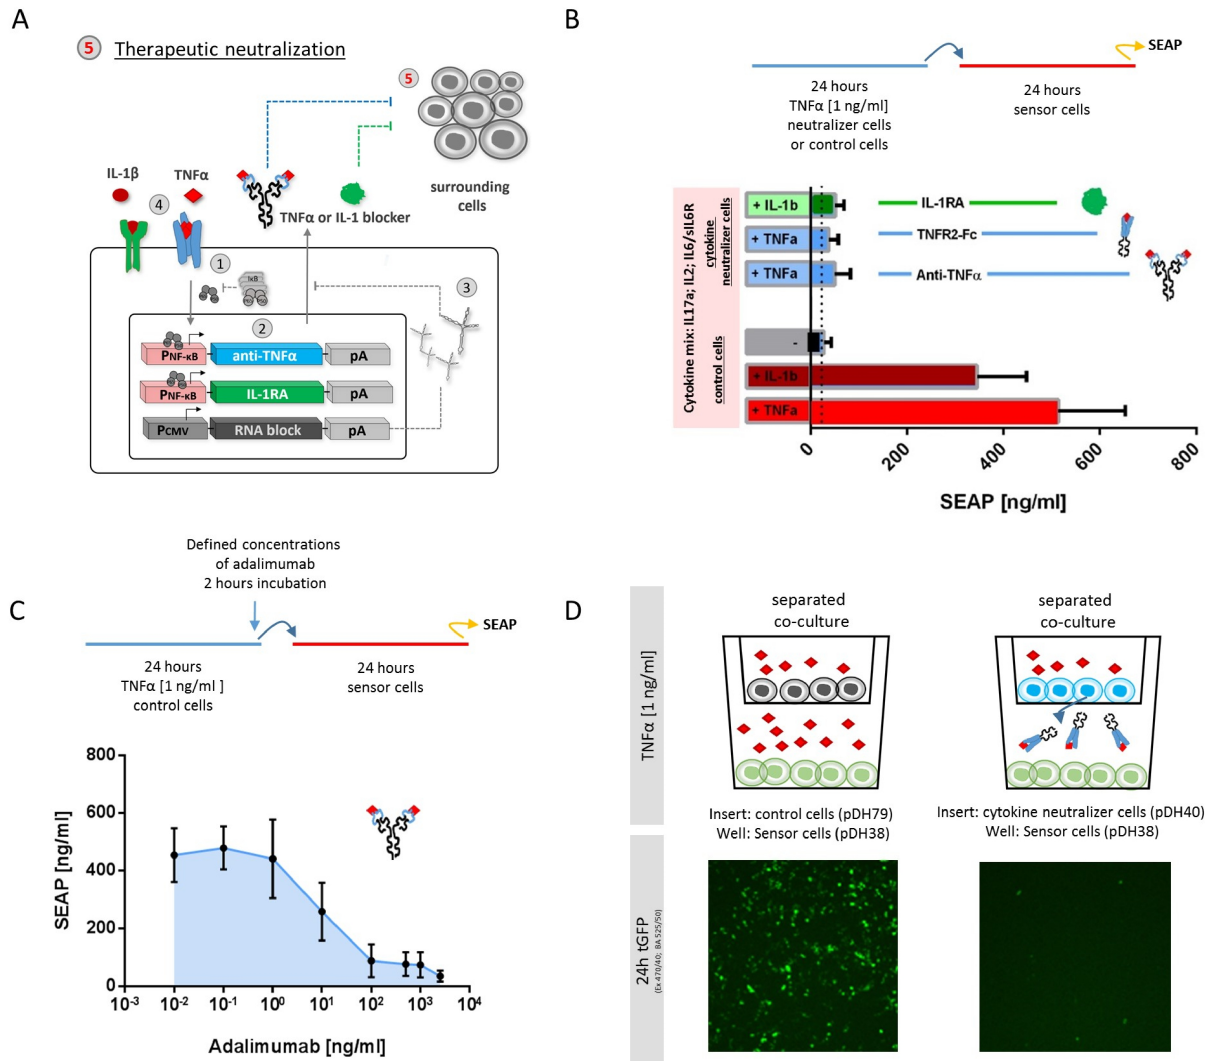 A
5 Therapeutic neutralization
5
IL-1β
TNFα
4
surrounding
cells
TNFα or IL-1 blocker
1
IκB
3
2
PNF-κB
anti-TNFα
pA
PNF-κB
IL-1RA
pA
PCMV
RNA block
pA
B
SEAP
24 hours
TNFα [1 ng/ml]
neutralizer cells
or control cells
24 hours
sensor cells
Cytokine mix: IL17a; IL2; IL6/sIL6R
cytokine
neutralizer cells
control cells
+ IL-1b
IL-1RA
+ TNFa
TNFR2-Fc
+ TNFa
Anti-TNFα
-
+ IL-1b
+ TNFa
0
200
400
600
800
SEAP [ng/ml]
C
Defined concentrations
of adalimumab
2 hours incubation
SEAP
24 hours
TNFα [1 ng/ml ]
control cells
24 hours
sensor cells
SEAP [ng/ml]
800
600
400
200
0
10-3
10-2
10-1
100
101
102
103
104
Adalimumab [ng/ml]
D
TNFα [1 ng/ml]
separated
co-culture
separated
co-culture
Insert: control cells (pDH79)
Well: Sensor cells (pDH38)
Insert: cytokine neutralizer cells (pDH40)
Well: Sensor cells (pDH38)
24h tGFP
(Ex 470/40; BA 525/50)